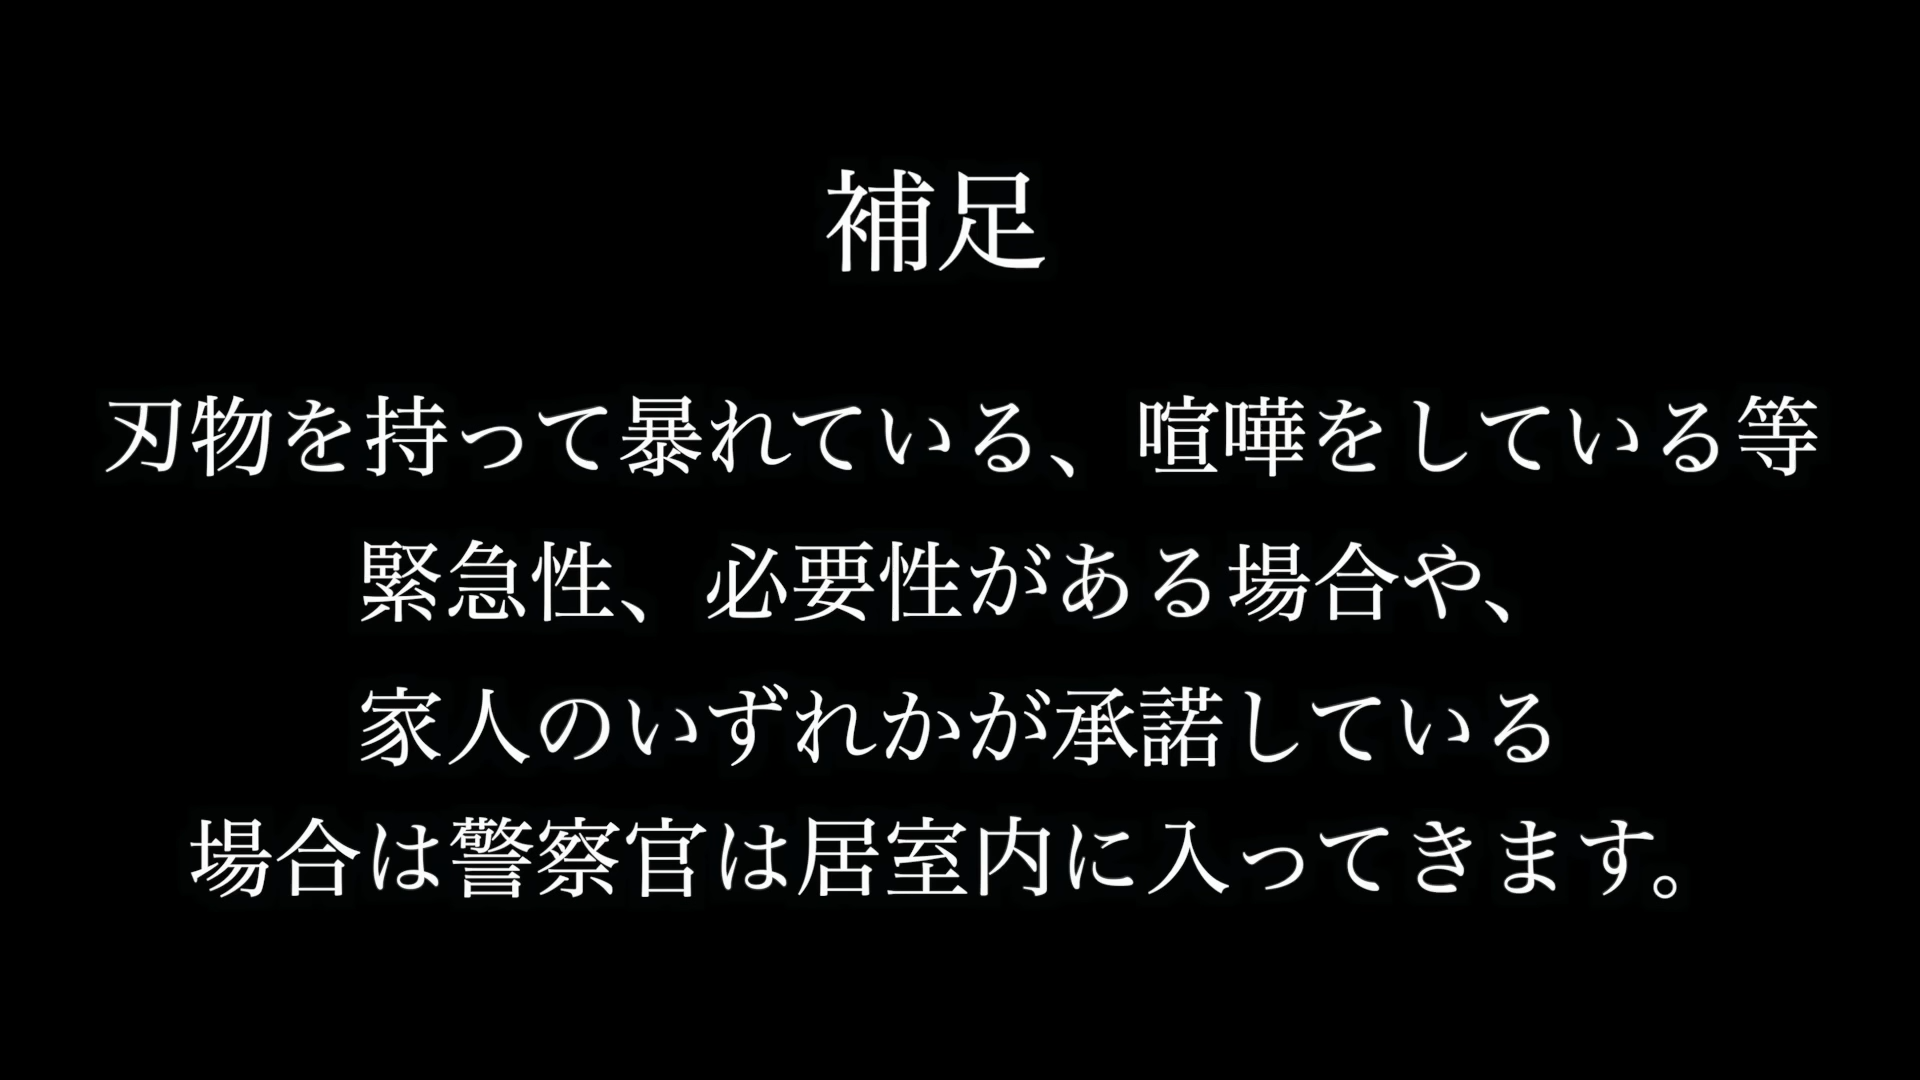 補足
刃物を持って暴れている、喧嘩をしている等
緊急性、必要性がある場合や、
家人のいずれかが承諾している
場合は警察官は居室内に入ってきます。